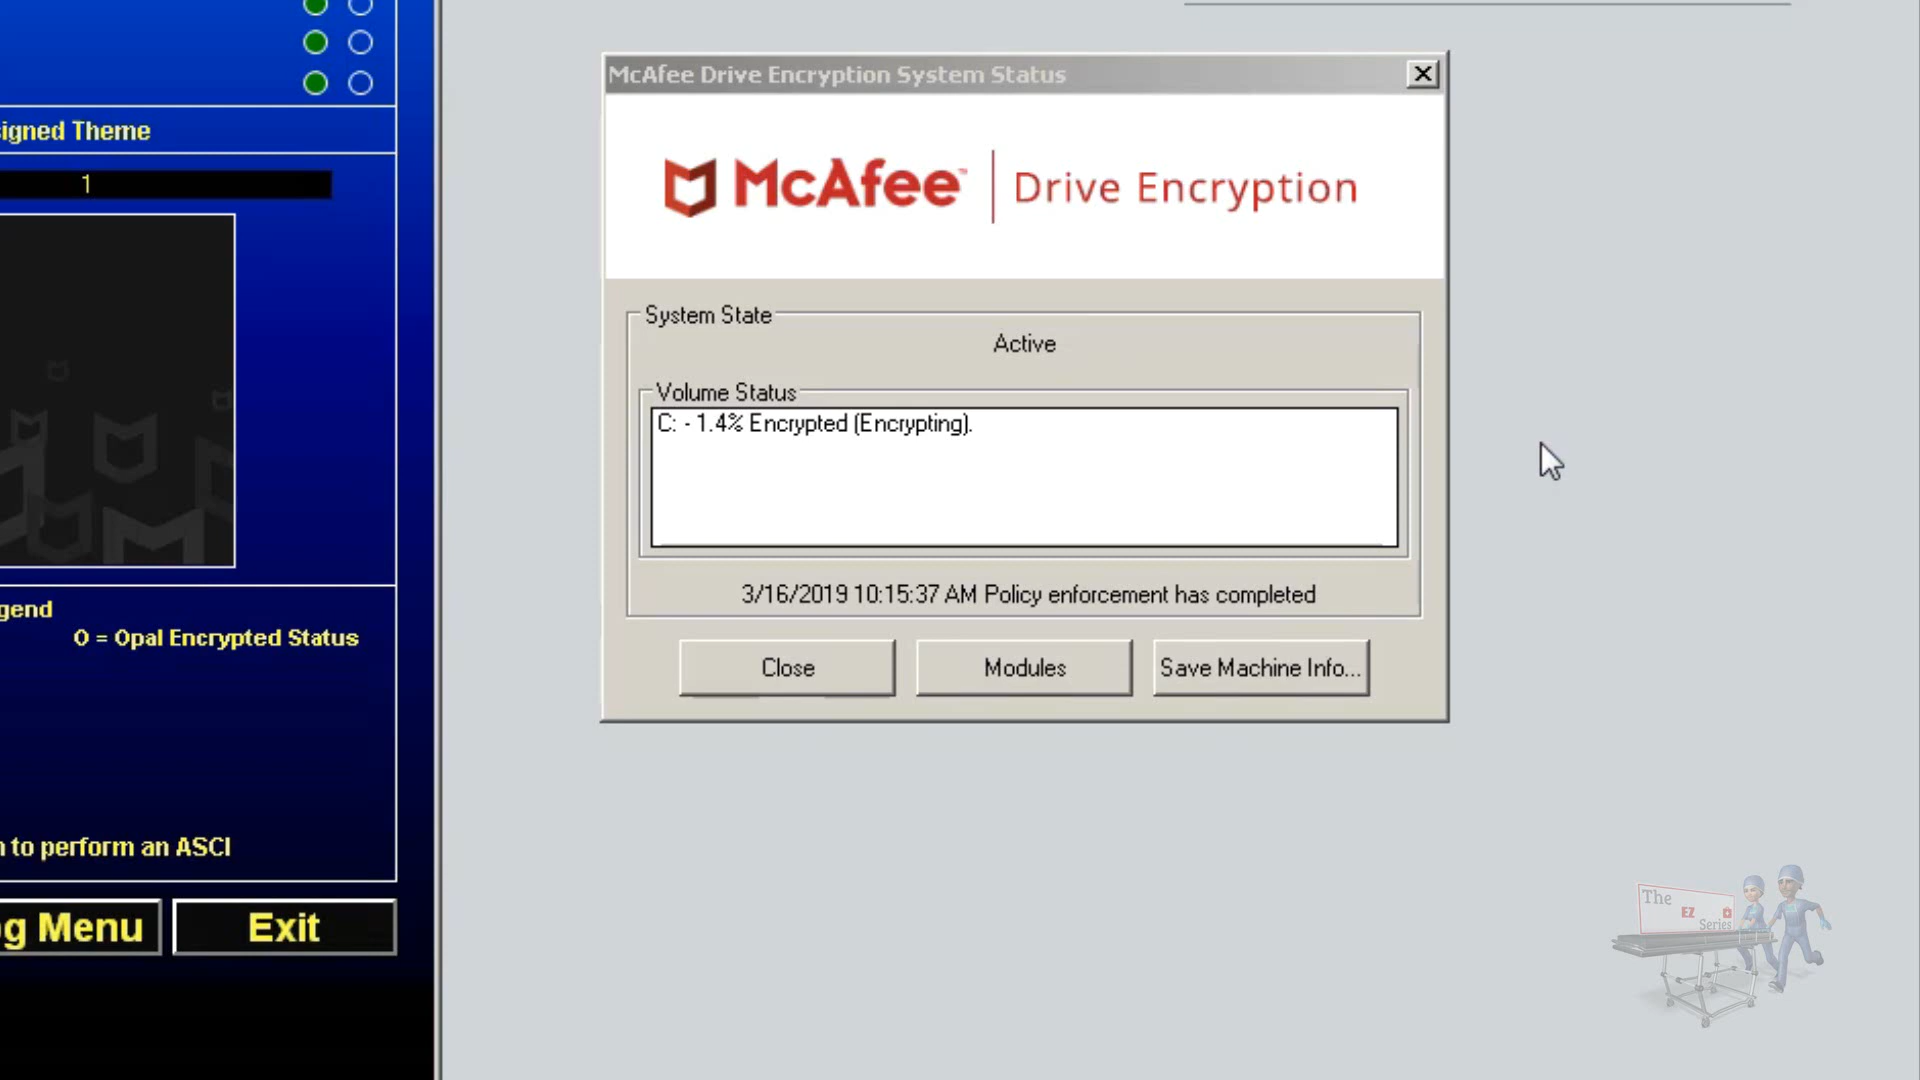 igned Theme
1
gend
O = Opal Encrypted Status
to perform an ASCI
g Menu
Exit
McAfee Drive Encryption System Status
McAfee™ | Drive Encryption
System State
Active
Volume Status
C: - 1.4% Encrypted (Encrypting).
3/16/2019 10:15:37 AM Policy enforcement has completed
Close
Modules
Save Machine Info...
The
EZ
Series